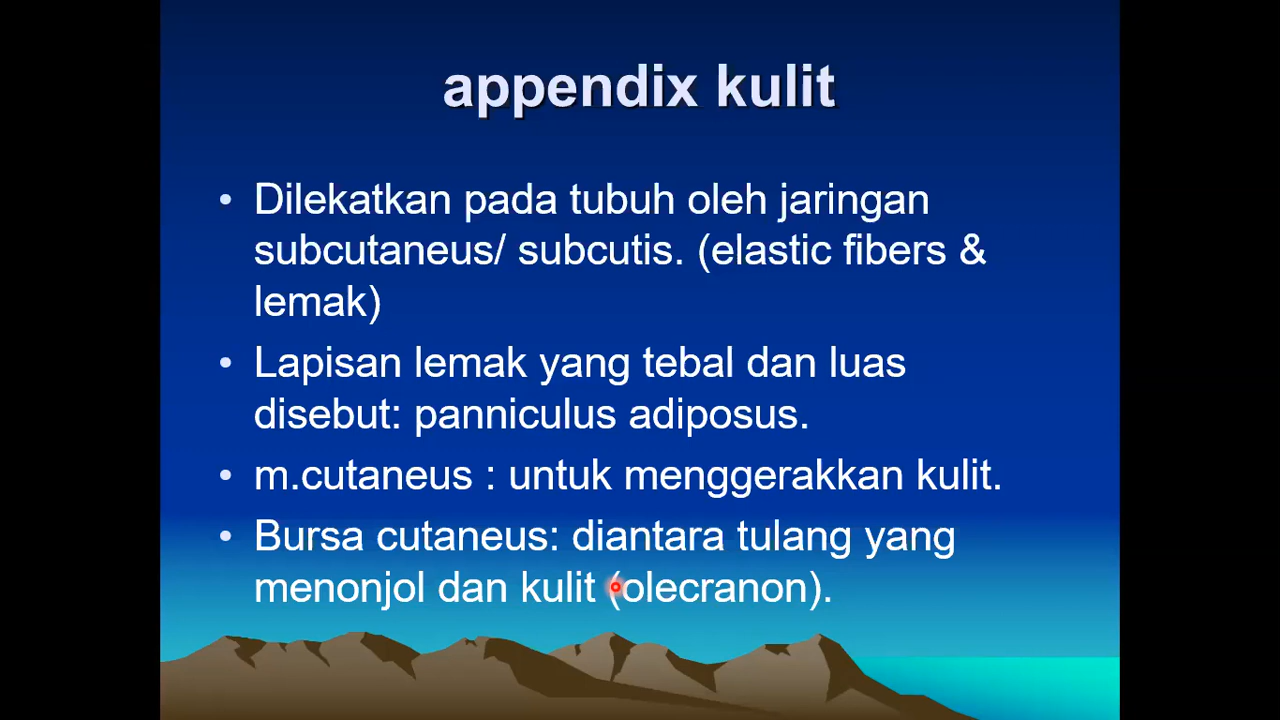 appendix kulit
• Dilekatkan pada tubuh oleh jaringan
subcutaneus/ subcutis. (elastic fibers &
lemak)
• Lapisan lemak yang tebal dan luas
disebut: panniculus adiposus.
• m.cutaneus : untuk menggerakkan kulit.
• Bursa cutaneus: diantara tulang yang
menonjol dan kulit (olecranon).